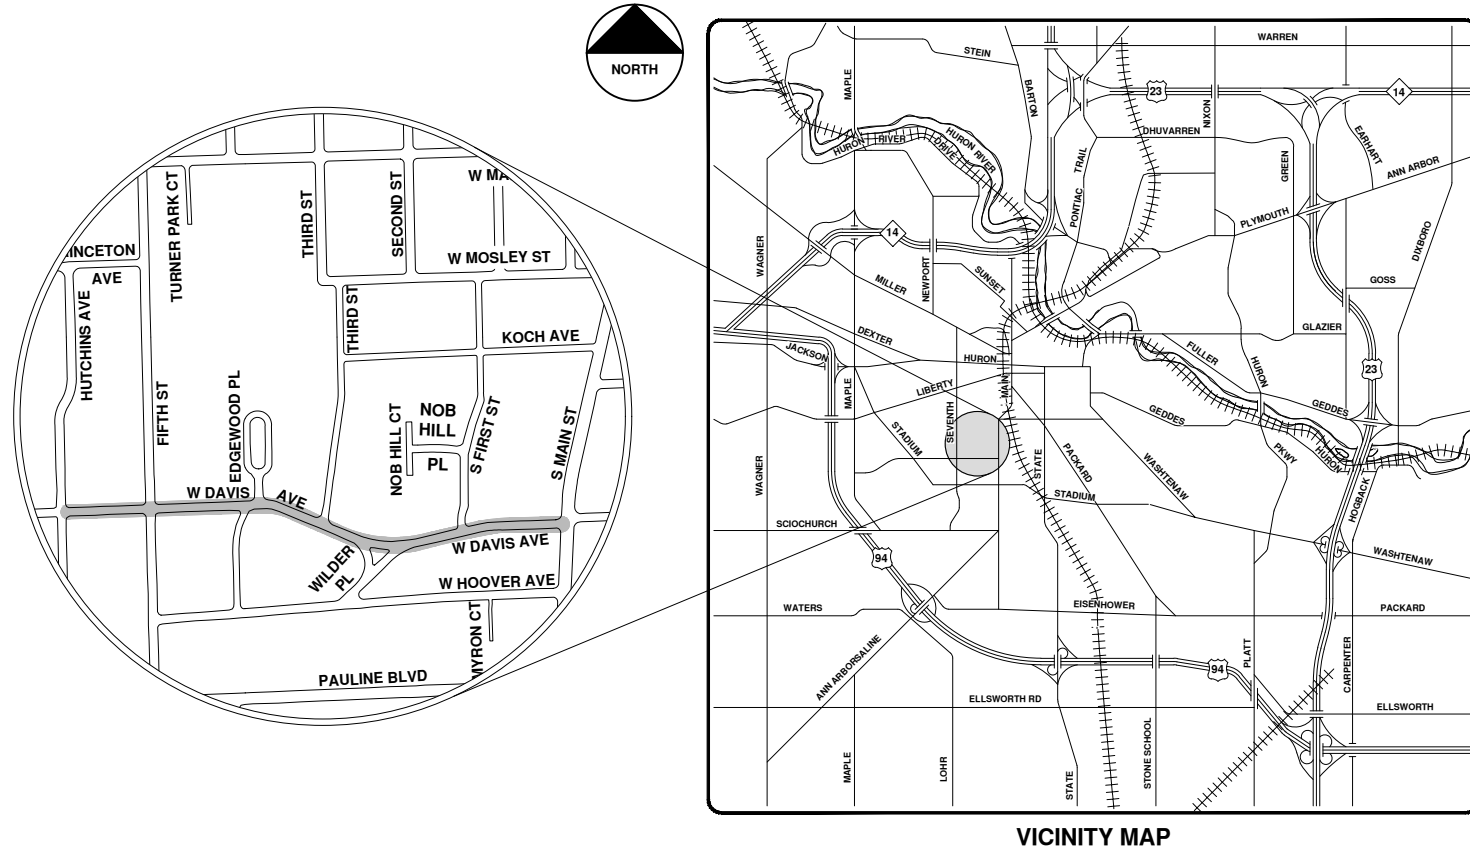 NORTH
W MA
TURNER PARK CT
THIRD ST
SECOND ST
INCETON
AVE
W MOSLEY ST
HUTCHINS AVE
THIRD ST
KOCH AVE
FIFTH ST
EDGEWOOD PL
NOB HILL CT
NOB
HILL
PL
S FIRST ST
S MAIN ST
W DAVIS
AVE
W DAVIS AVE
WILDER
PL
W HOOVER AVE
MYRON CT
PAULINE BLVD
WARREN
STEIN
MAPLE
BARTON
23
14
NIXON
DHUVARREN
EARHART
HURON
RIVER
DRIVE
HURON RIVER
TRAIL
PONTIAC
GREEN
ANN ARBOR
PLYMOUTH
14
WAGNER
DIXBORO
NEWPORT
SUNSET
MILLER
GOSS
DEXTER
GLAZIER
JACKSON
HURON
FULLER
HURON
23
MAPLE
LIBERTY
MAIN
SEVENTH
GEDDES
GEDDES
STADIUM
WAGNER
STATE
PACKARD
WASHTENAW
PKWY
HURON
STADIUM
HOGBACK
SCIOCHURCH
94
WASHTENAW
WATERS
EISENHOWER
PACKARD
ANN ARBORSALINE
94
PLATT
CARPENTER
ELLSWORTH RD
ELLSWORTH
MAPLE
LOHR
STATE
STONE SCHOOL
VICINITY MAP